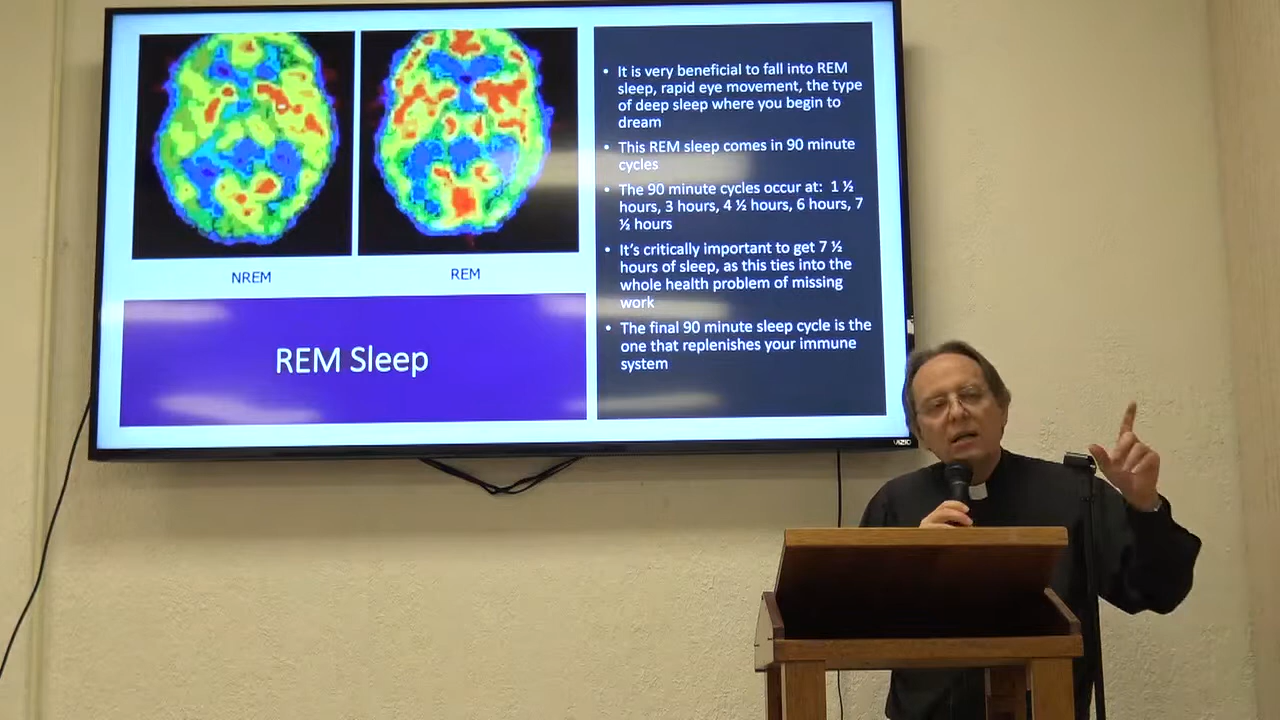 NREM
REM
REM Sleep
• It is very beneficial to fall into REM
sleep, rapid eye movement, the type
of deep sleep where you begin to
dream
• This REM sleep comes in 90 minute
cycles
• The 90 minute cycles occur at: 1 ½
hours, 3 hours, 4 ½ hours, 6 hours, 7
½ hours
• It's critically important to get 7 ½
hours of sleep, as this ties into the
whole health problem of missing
work
• The final 90 minute sleep cycle is the
one that replenishes your immune
system
VIZIO